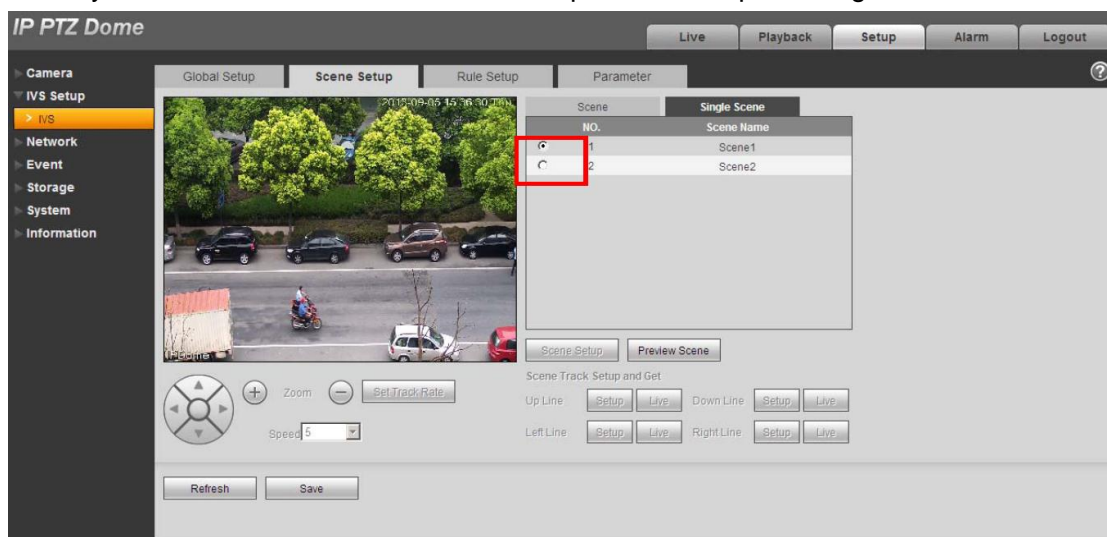 IP PTZ Dome
Live Playback Setup Alarm Logout
Camera
IVS Setup
> IVS
Network
Event
Storage
System
Information
Global Setup Scene Setup Rule Setup Parameter
Scene Single Scene
NO. Scene Name
1 Scene1
2 Scene2
IPDome
Zoom Set Track Rate
Speed 5
Scene Setup Preview Scene
Scene Track Setup and Get
Up Line Setup Live Down Line Setup Live
Left Line Setup Live Right Line Setup Live
Refresh Save